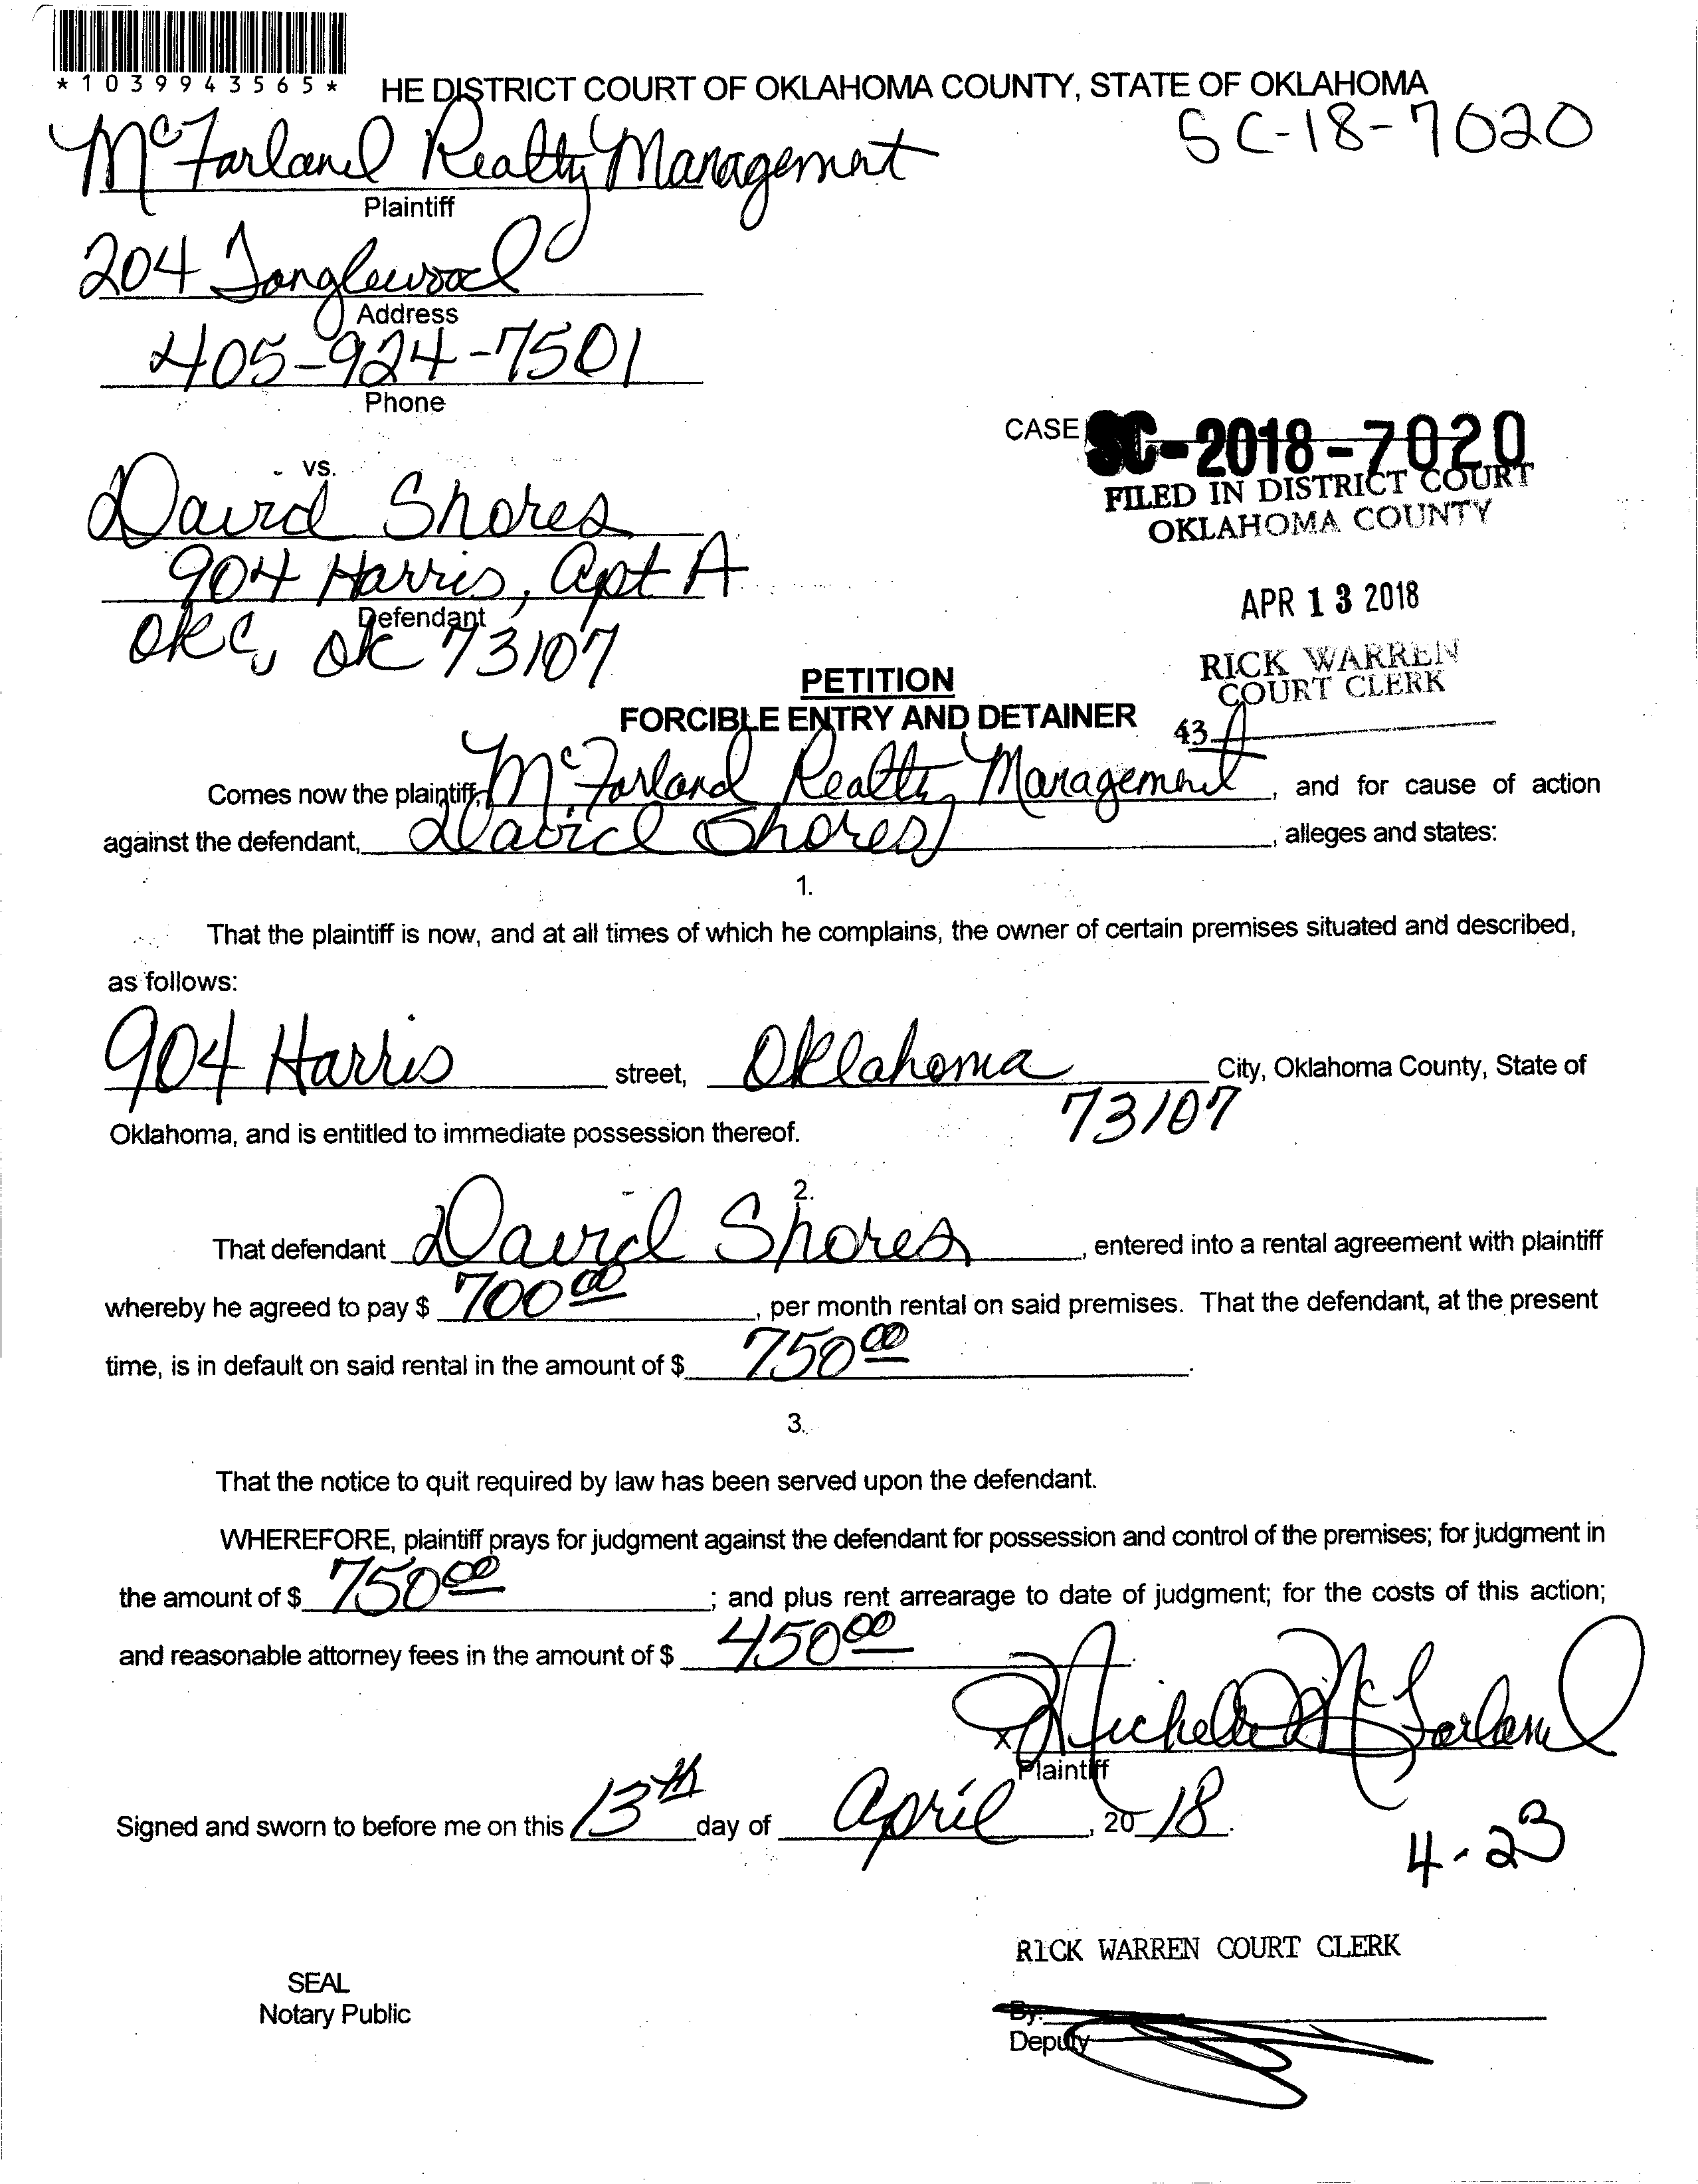 *1039943565*
HE DISTRICT COURT OF OKLAHOMA COUNTY, STATE OF OKLAHOMA
SC-18-7020
McFarland Realty Management
Plaintiff
204 Tanglewood
Address
405-924-7501
Phone
CASE SC-2018-7020
FILED IN DISTRICT COURT
OKLAHOMA COUNTY
vs.
David Shores
904 Harris, Apt A
Defendant
OKC, OK 73107
APR 13 2018
RICK WARREN
COURT CLERK
43
PETITION
FORCIBLE ENTRY AND DETAINER
Comes now the plaintiff, McFarland Realty Management, and for cause of action
against the defendant, David Shores, alleges and states:
1.
That the plaintiff is now, and at all times of which he complains, the owner of certain premises situated and described,
as follows:
904 Harris street, Oklahoma City, Oklahoma County, State of
73107
Oklahoma, and is entitled to immediate possession thereof.
2.
That defendant David Shores, entered into a rental agreement with plaintiff
whereby he agreed to pay $ 700 00, per month rental on said premises. That the defendant, at the present
time, is in default on said rental in the amount of $ 750 00.
3.
That the notice to quit required by law has been served upon the defendant.
WHEREFORE, plaintiff prays for judgment against the defendant for possession and control of the premises; for judgment in
the amount of $ 750 00; and plus rent arrearage to date of judgment; for the costs of this action;
and reasonable attorney fees in the amount of $ 450 00.
x Michelle McFarland
Plaintiff
Signed and sworn to before me on this 13th day of April, 20 18.
4-23
RICK WARREN COURT CLERK
SEAL
Notary Public
By:
Deputy